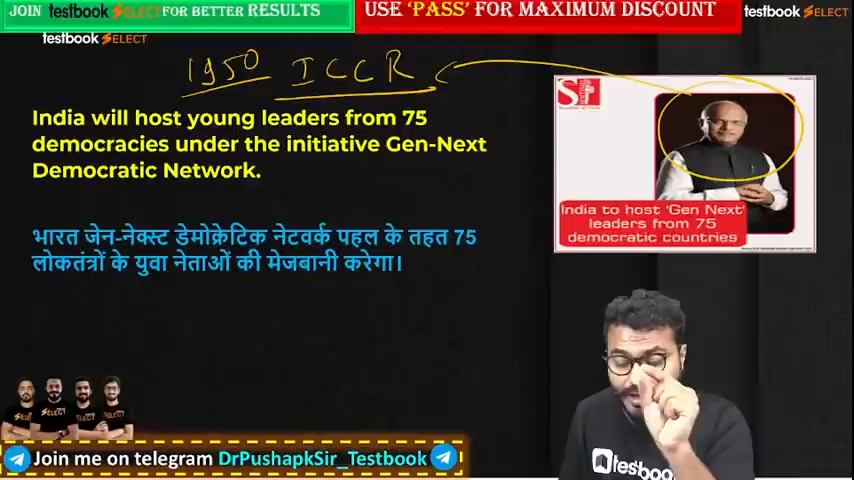 JOIN testbook SELECT FOR BETTER RESULTS
USE 'PASS' FOR MAXIMUM DISCOUNT
testbook SELECT
testbook SELECT
1950 ICCR
India will host young leaders from 75
democracies under the initiative Gen-Next
Democratic Network.
भारत जेन-नेक्स्ट डेमोक्रेटिक नेटवर्क पहल के तहत 75
लोकतंत्रों के युवा नेताओं की मेजबानी करेगा।
India to host 'Gen Next'
leaders from 75
democratic countries
testbook
Join me on telegram DrPushapkSir_Testbook